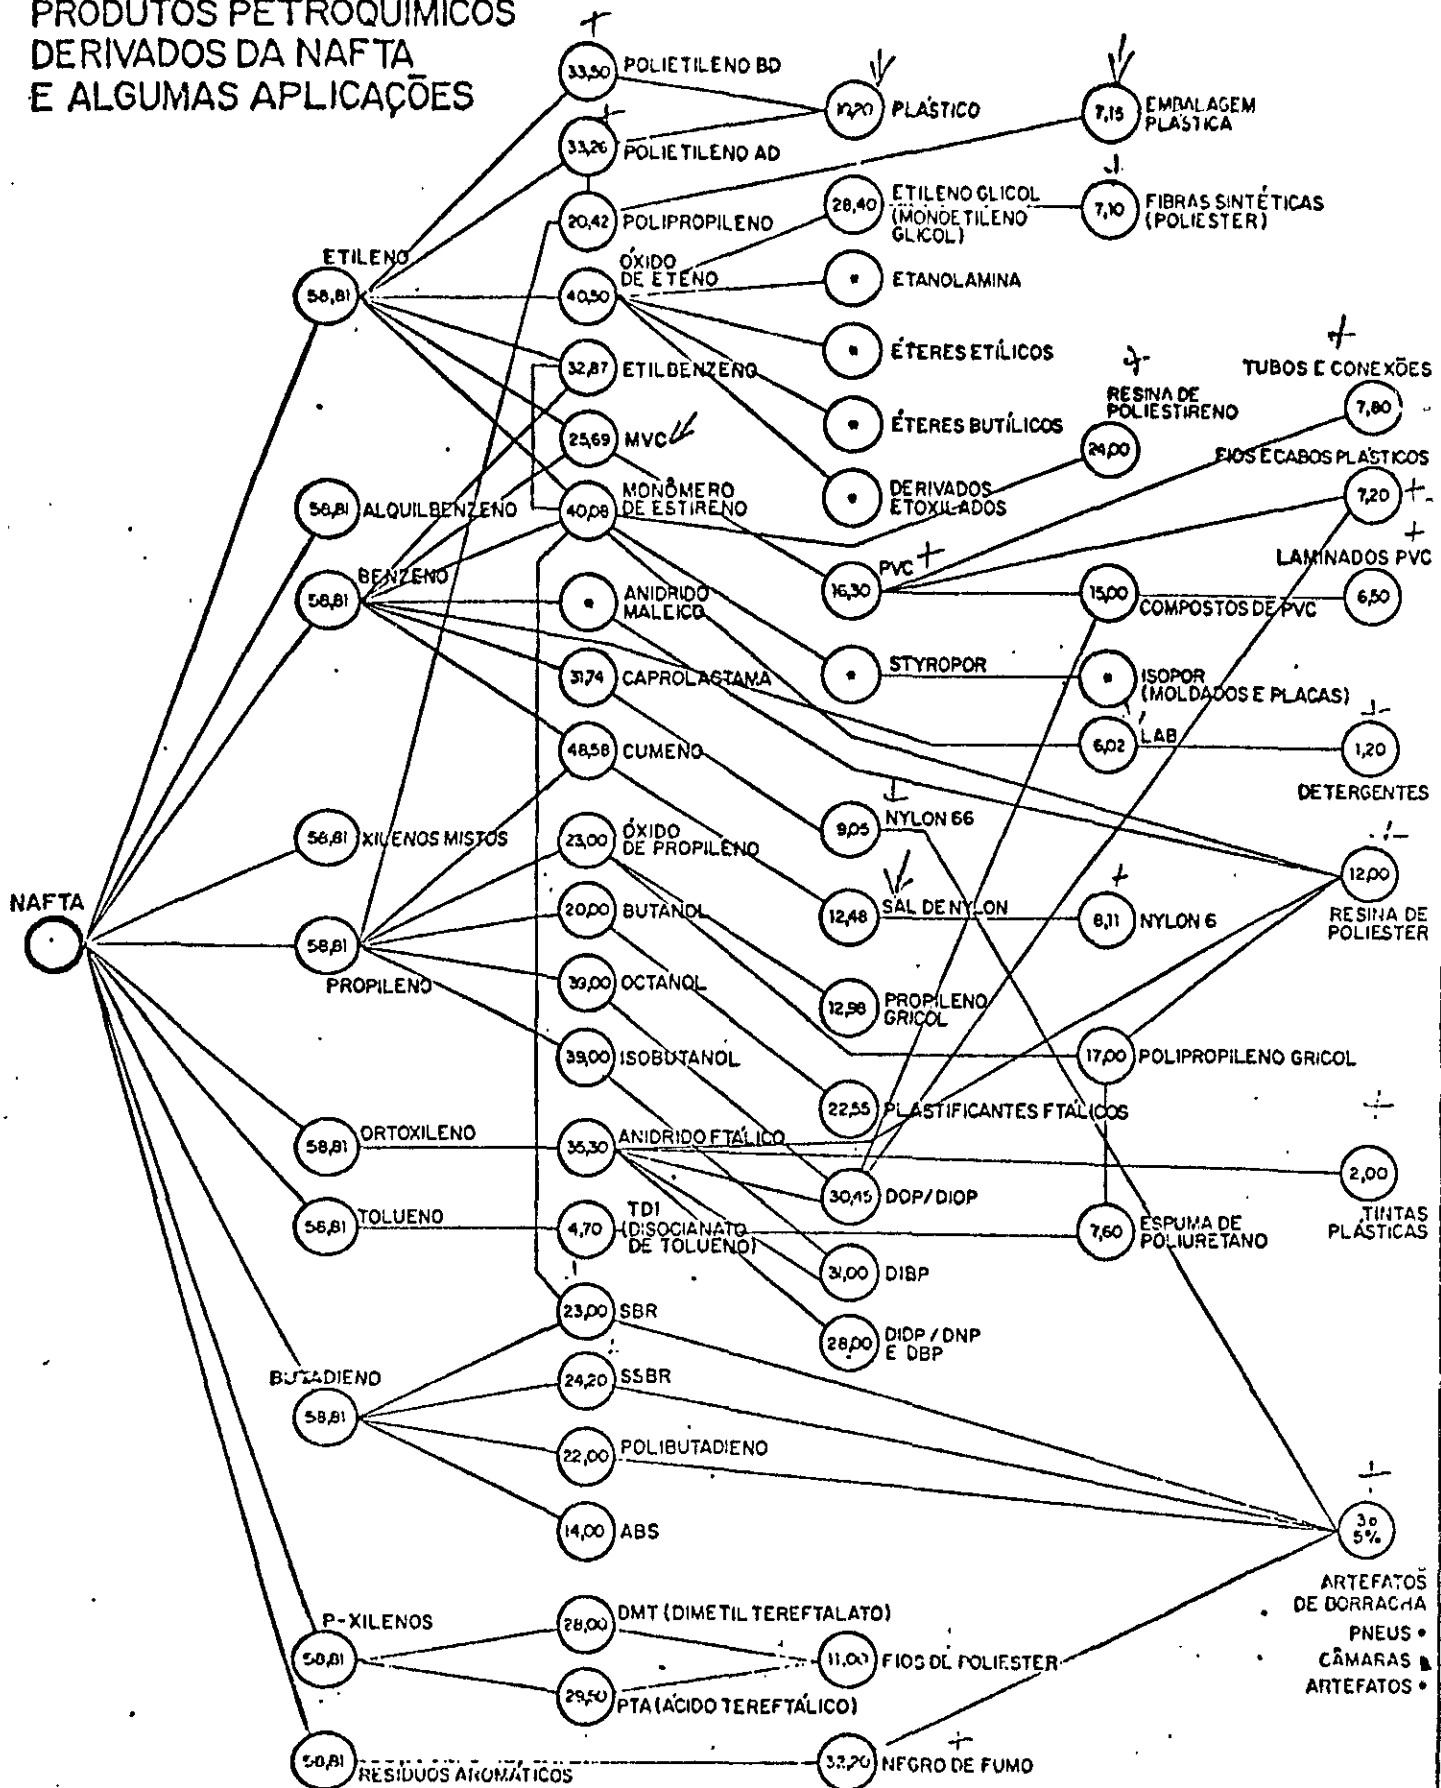 PRODUTOS PETROQUÍMICOS
DERIVADOS DA NAFTA
E ALGUMAS APLICAÇÕES
NAFTA
ETILENO
58,81
58,81 ALQUILBENZENO
BENZENO
58,81
58,81 XILENOS MISTOS
58,81
PROPILENO
58,81 ORTOXILENO
58,81 TOLUENO
BUTADIENO
58,81
P-XILENOS
58,81
58,81
RESÍDUOS AROMÁTICOS
33,50 POLIETILENO BD
33,26 POLIETILENO AD
20,42 POLIPROPILENO
40,50 ÓXIDO
DE ETENO
32,87 ETILBENZENO
25,69 MVC
40,08 MONÔMERO
DE ESTIRENO
ANIDRIDO
MALEICO
31,74 CAPROLACTAMA
48,58 CUMENO
23,00 ÓXIDO
DE PROPILENO
20,00 BUTANOL
39,00 OCTANOL
39,00 ISOBUTANOL
35,30 ANIDRIDO FTÁLICO
4,70 TDI
(DISOCIANATO
DE TOLUENO)
23,00 SBR
24,20 SSBR
22,00 POLIBUTADIENO
14,00 ABS
28,00 DMT (DIMETIL TEREFTALATO)
29,50 PTA (ÁCIDO TEREFTÁLICO)
PLÁSTICO
28,40 ETILENO GLICOL
(MONOETILENO
GLICOL)
ETANOLAMINA
ÉTERES ETÍLICOS
ÉTERES BUTÍLICOS
DERIVADOS
ETOXILADOS
16,30 PVC
STYROPOR
9,05 NYLON 66
12,48 SAL DE NYLON
12,98 PROPILENO
GRICOL
22,55 PLASTIFICANTES FTÁLICOS
30,45 DOP/DIOP
31,00 DIBP
28,00 DIDP / DNP
E DBP
11,00 FIOS DE POLIESTER
33,20 NEGRO DE FUMO
7,15 EMBALAGEM
PLÁSTICA
7,10 FIBRAS SINTÉTICAS
(POLIESTER)
RESINA DE
POLIESTIRENO
24,00
15,00 COMPOSTOS DE PVC
ISOPOR
(MOLDADOS E PLACAS)
6,02 LAB
8,11 NYLON 6
17,00 POLIPROPILENO GRICOL
7,60 ESPUMA DE
POLIURETANO
TUBOS E CONEXÕES
7,80
FIOS E CABOS PLÁSTICOS
7,20
LAMINADOS PVC
6,50
1,20
DETERGENTES
12,00
RESINA DE
POLIESTER
2,00
TINTAS
PLÁSTICAS
3 o
5%
ARTEFATOS
DE BORRACHA
PNEUS •
CÂMARAS •
ARTEFATOS •